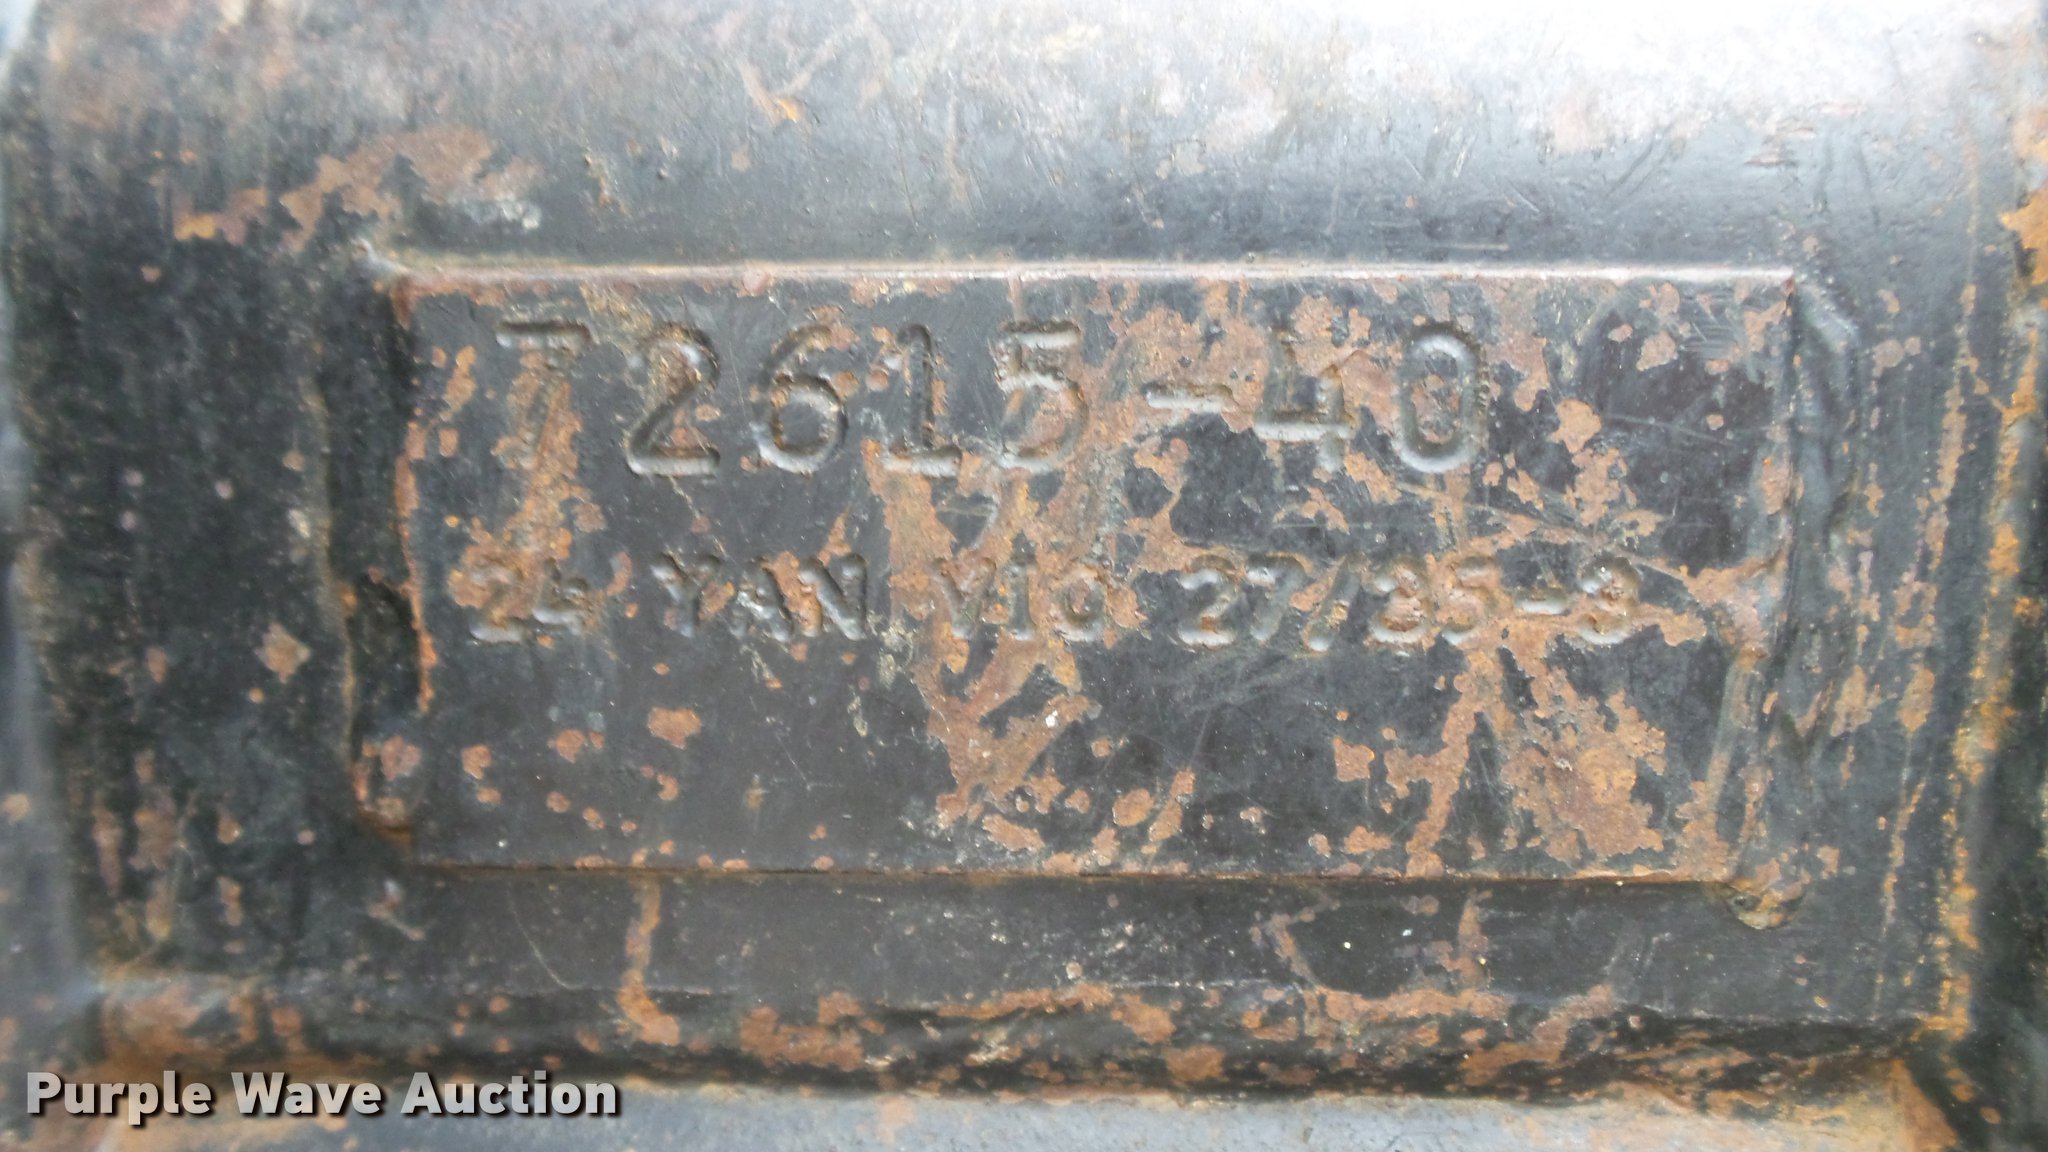 72615-40
24 YAN VIO 27/35-3
Purple Wave Auction